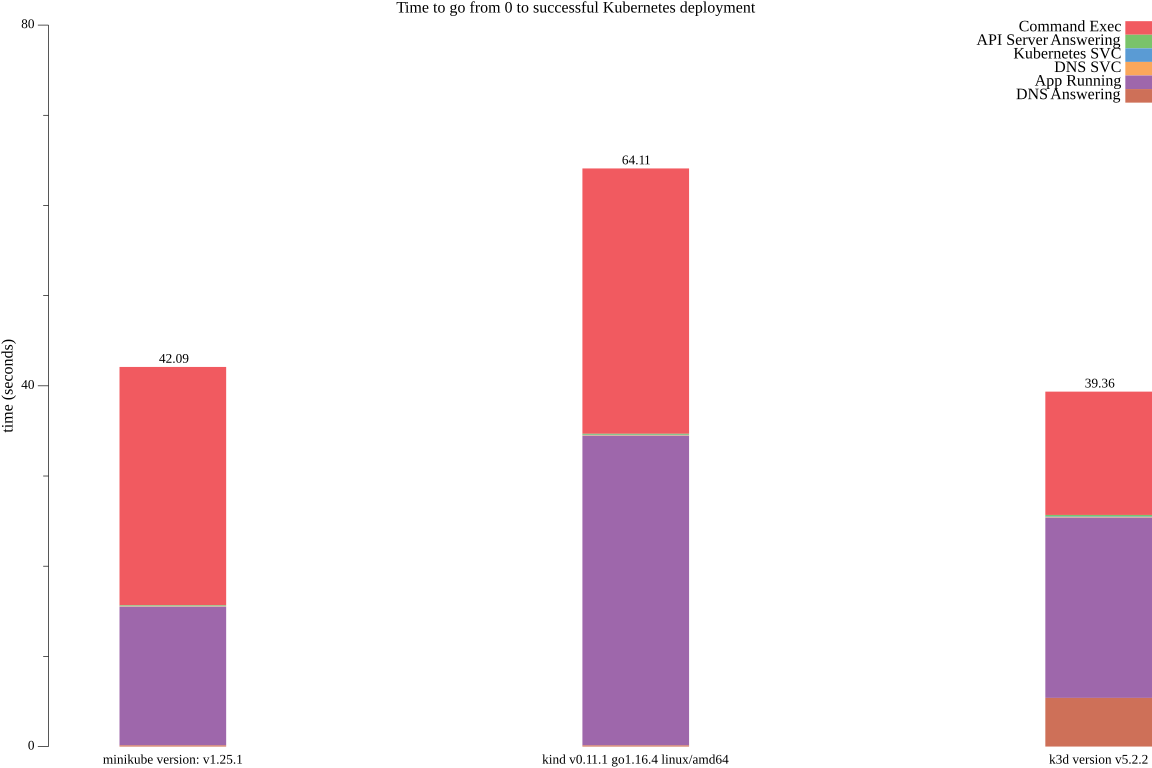 Time to go from 0 to successful Kubernetes deployment
80
Command Exec
API Server Answering
Kubernetes SVC
DNS SVC
App Running
DNS Answering
64.11
42.09
39.36
40
time (seconds)
0
minikube version: v1.25.1
kind v0.11.1 go1.16.4 linux/amd64
k3d version v5.2.2